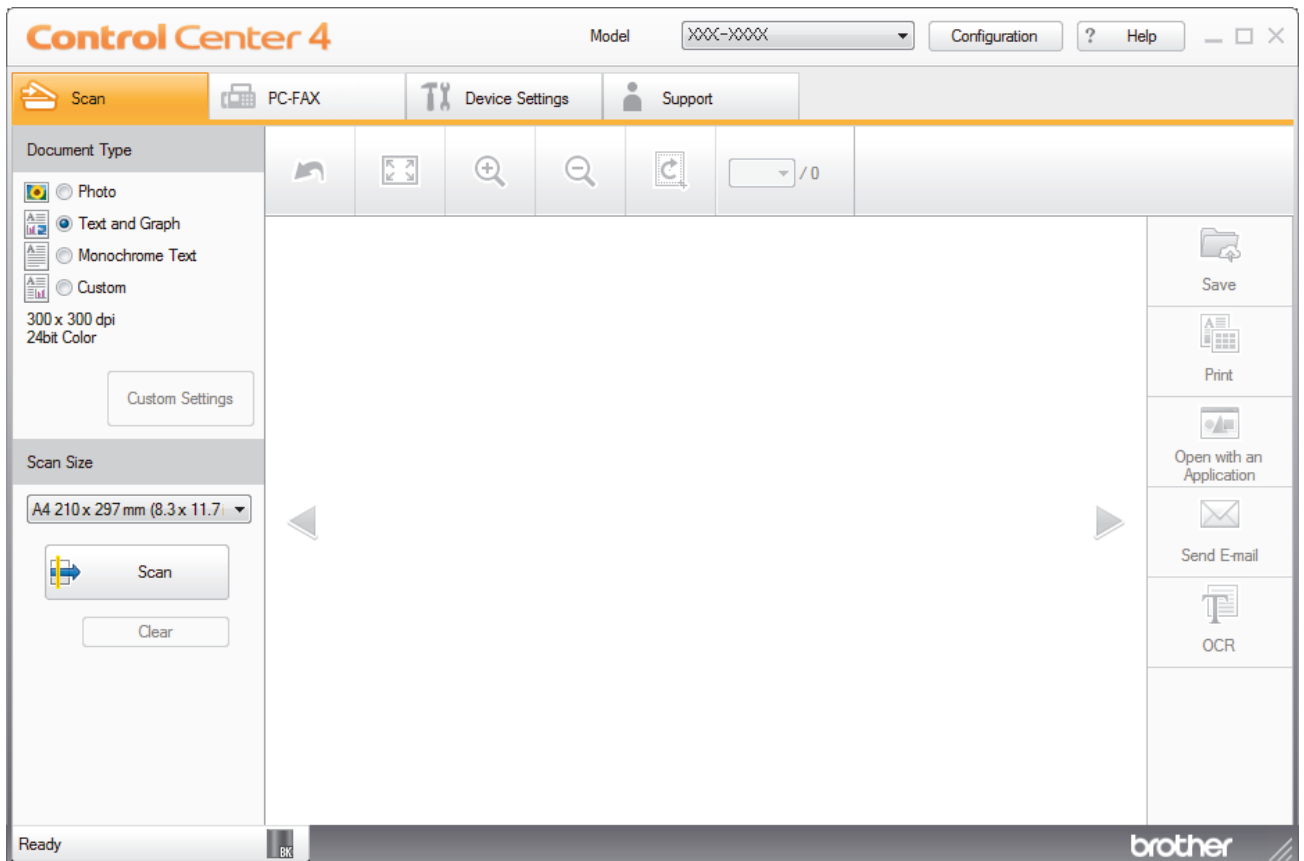 Control Center 4
Model XXX-XXXX Configuration ? Help
Scan PC-FAX Device Settings Support
Document Type
/ 0
Photo
Text and Graph
Monochrome Text
Custom
300 x 300 dpi
24bit Color
Custom Settings
Scan Size
A4 210 x 297 mm (8.3 x 11.7
Scan
Clear
Save
Print
Open with an
Application
Send E-mail
OCR
Ready
BK
brother